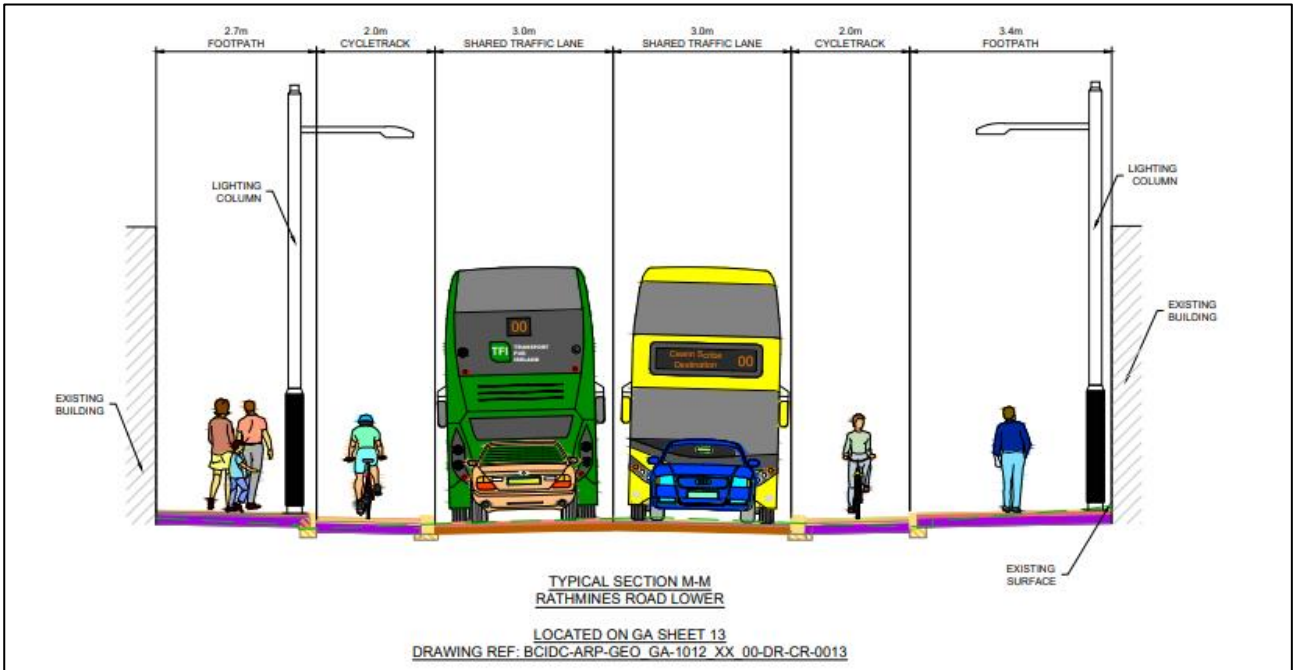 2.7m
FOOTPATH
2.0m
CYCLETRACK
3.0m
SHARED TRAFFIC LANE
3.0m
SHARED TRAFFIC LANE
2.0m
CYCLETRACK
3.4m
FOOTPATH
LIGHTING
COLUMN
LIGHTING
COLUMN
EXISTING
BUILDING
EXISTING
BUILDING
00
TFI
TRANSPORT
FOR
IRELAND
Ceann Scríbe
Destination
00
EXISTING
SURFACE
TYPICAL SECTION M-M
RATHMINES ROAD LOWER
LOCATED ON GA SHEET 13
DRAWING REF: BCIDC-ARP-GEO_GA-1012_XX_00-DR-CR-0013